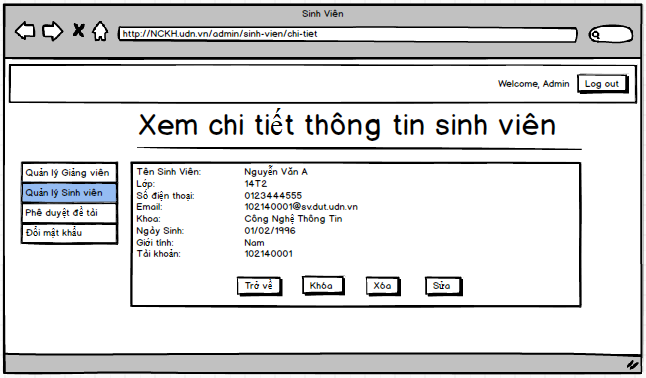 Sinh Viên
http://NCKH.udn.vn/admin/sinh-vien/chi-tiet
Welcome, Admin
Log out
Xem chi tiết thông tin sinh viên
Quản lý Giảng viên
Quản lý Sinh viên
Phê duyệt đề tài
Đổi mật khẩu
Tên Sinh Viên: Nguyễn Văn A
Lớp: 14T2
Số điện thoại: 0123444555
Email: 102140001@sv.dut.udn.vn
Khoa: Công Nghệ Thông Tin
Ngày Sinh: 01/02/1996
Giới tính: Nam
Tài khoản: 102140001
Trở về
Khóa
Xóa
Sửa